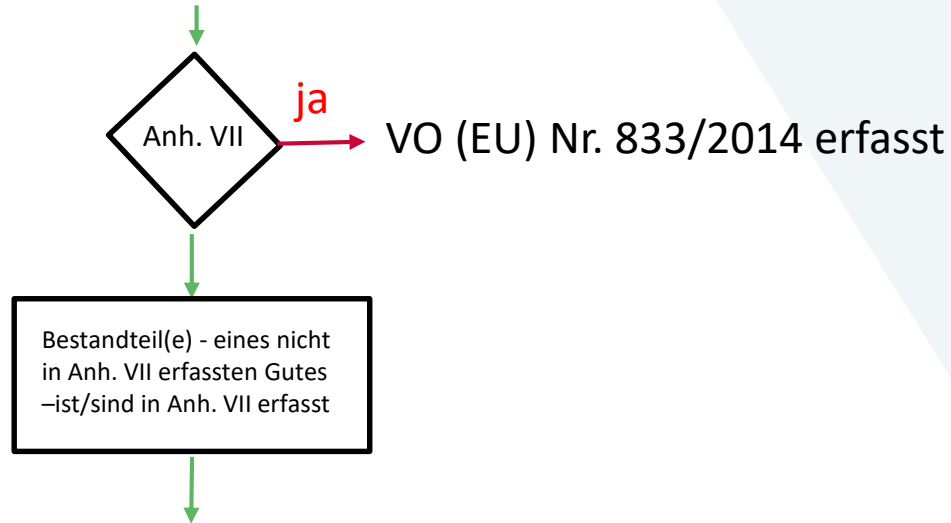 ja
Anh. VII
VO (EU) Nr. 833/2014 erfasst
Bestandteil(e) - eines nicht
in Anh. VII erfassten Gutes
–ist/sind in Anh. VII erfasst